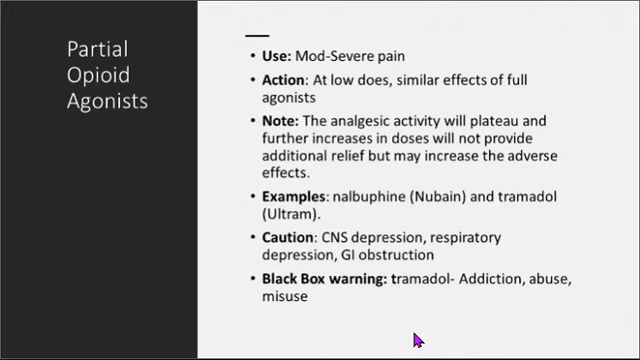 Partial
Opioid
Agonists
• Use: Mod-Severe pain
• Action: At low does, similar effects of full
agonists
• Note: The analgesic activity will plateau and
further increases in doses will not provide
additional relief but may increase the adverse
effects.
• Examples: nalbuphine (Nubain) and tramadol
(Ultram).
• Caution: CNS depression, respiratory
depression, GI obstruction
• Black Box warning: tramadol- Addiction, abuse,
misuse